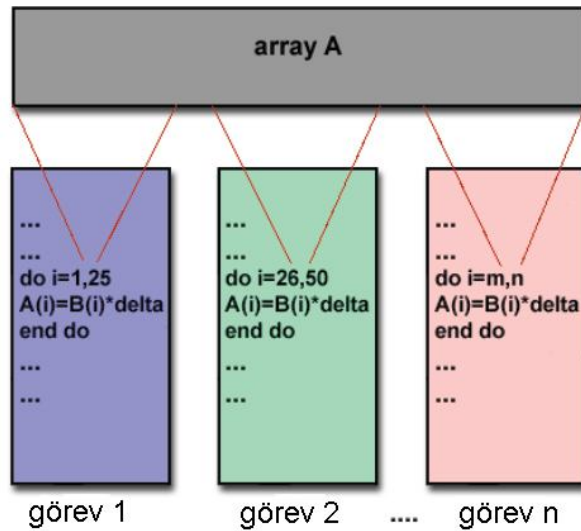 array A
...
...
do i=1,25
A(i)=B(i)*delta
end do
...
...
...
...
do i=26,50
A(i)=B(i)*delta
end do
...
...
...
...
do i=m,n
A(i)=B(i)*delta
end do
...
...
görev 1
görev 2
....
görev n